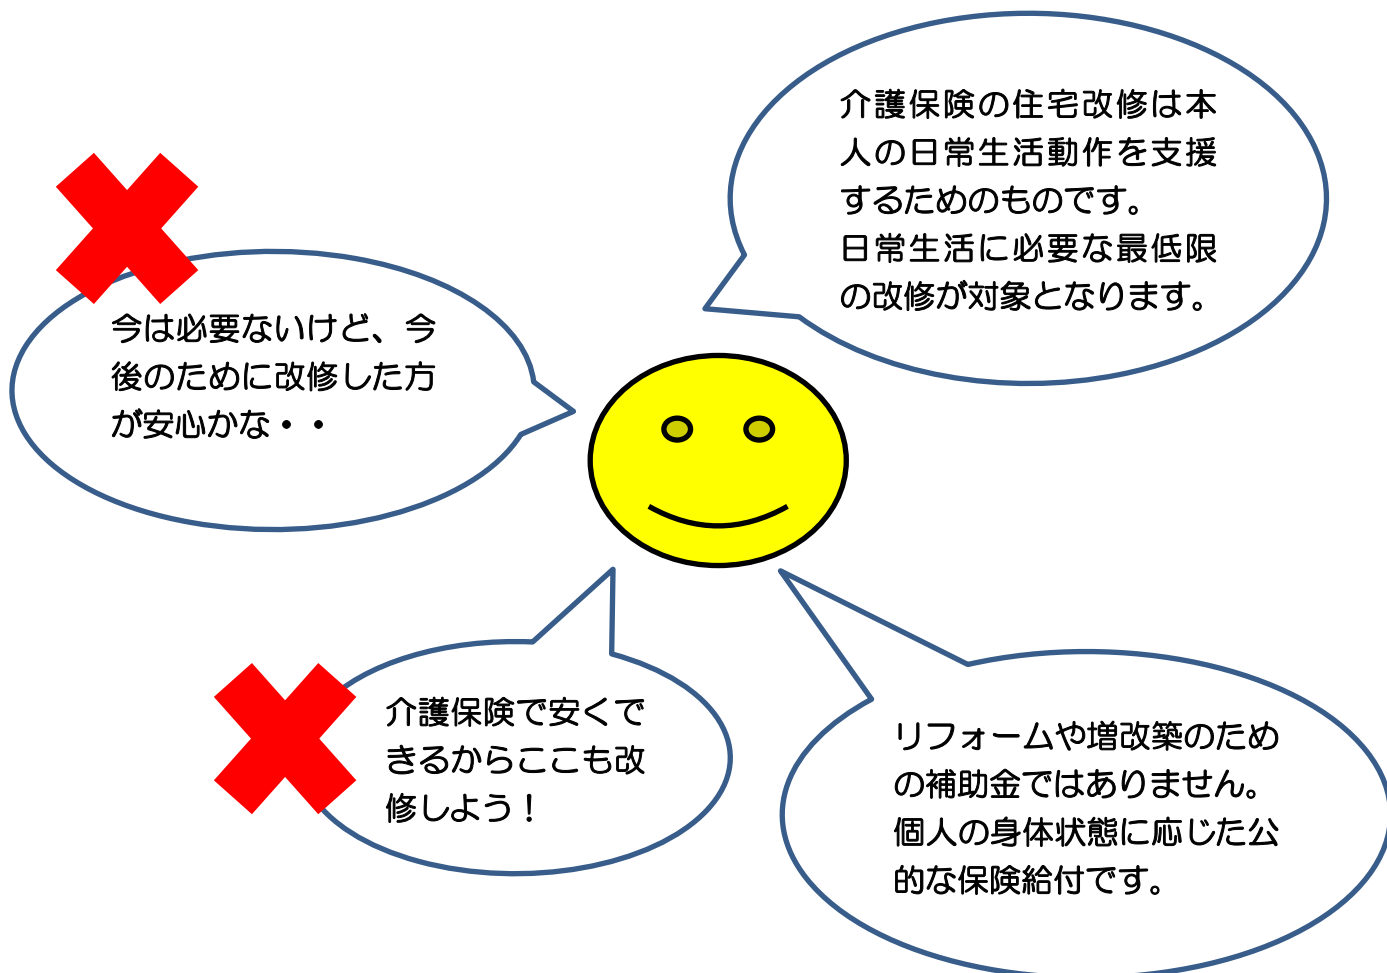 介護保険の住宅改修は本
人の日常生活動作を支援
するためのものです。
日常生活に必要な最低限
の改修が対象となります。
今は必要ないけど、今
後のために改修した方
が安心かな・・
介護保険で安くで
きるからここも改
修しよう！
リフォームや増改築のため
の補助金ではありません。
個人の身体状態に応じた公
的な保険給付です。